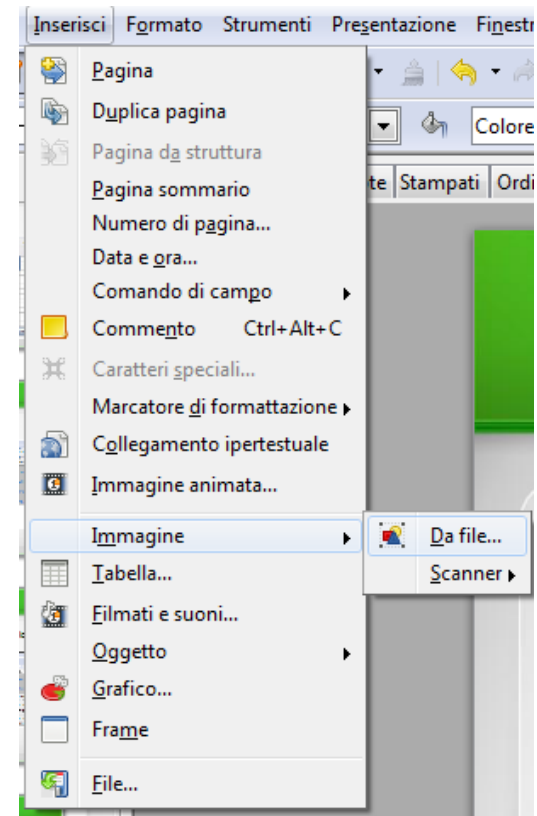 Inserisci Formato Strumenti Presentazione Finestr
Pagina
Duplica pagina
Colore
Pagina da struttura
te Stampati Ordi
Pagina sommario
Numero di pagina...
Data e ora...
Comando di campo
Commento Ctrl+Alt+C
Caratteri speciali...
Marcatore di formattazione
Collegamento ipertestuale
Immagine animata...
Immagine Da file...
Tabella... Scanner
Filmati e suoni...
Oggetto
Grafico...
Frame
File...